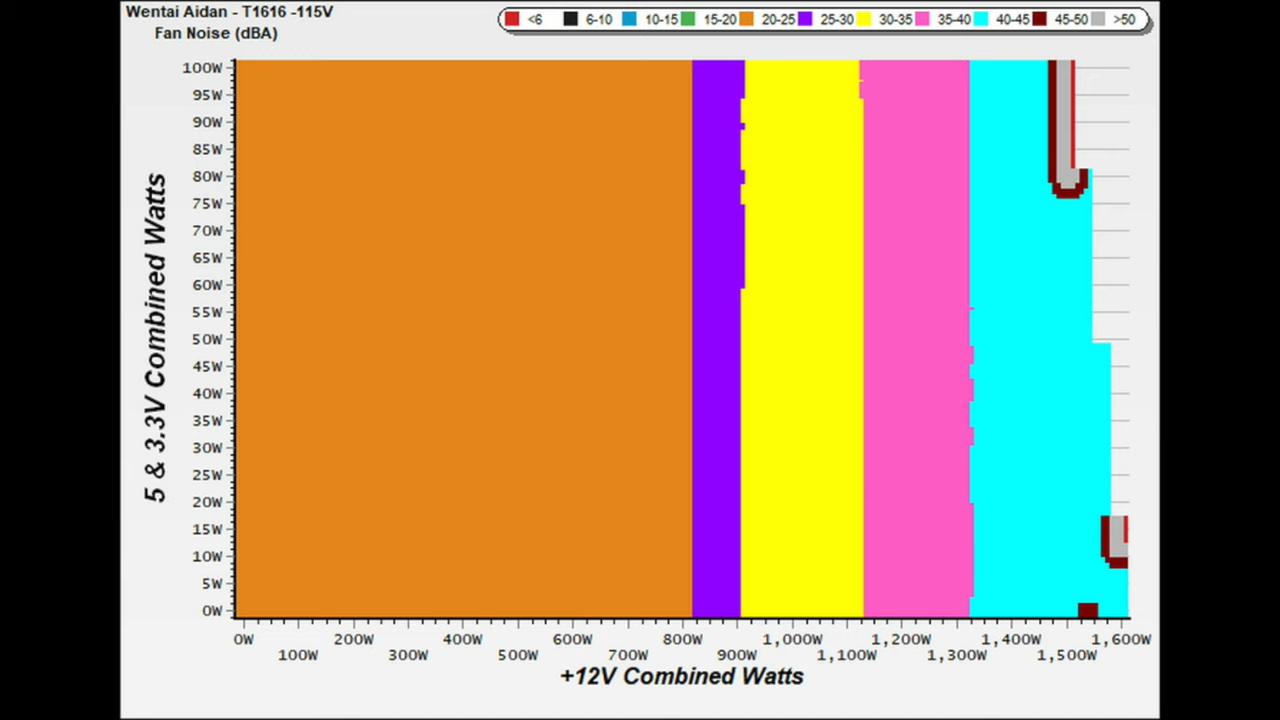 Wentai Aidan - T1616 -115V
Fan Noise (dBA)
<6 6-10 10-15 15-20 20-25 25-30 30-35 35-40 40-45 45-50 >50
5 & 3.3V Combined Watts
100W
95W
90W
85W
80W
75W
70W
65W
60W
55W
50W
45W
40W
35W
30W
25W
20W
15W
10W
5W
0W
0W 200W 400W 600W 800W 1,000W 1,200W 1,400W 1,600W
100W 300W 500W 700W 900W 1,100W 1,300W 1,500W
+12V Combined Watts